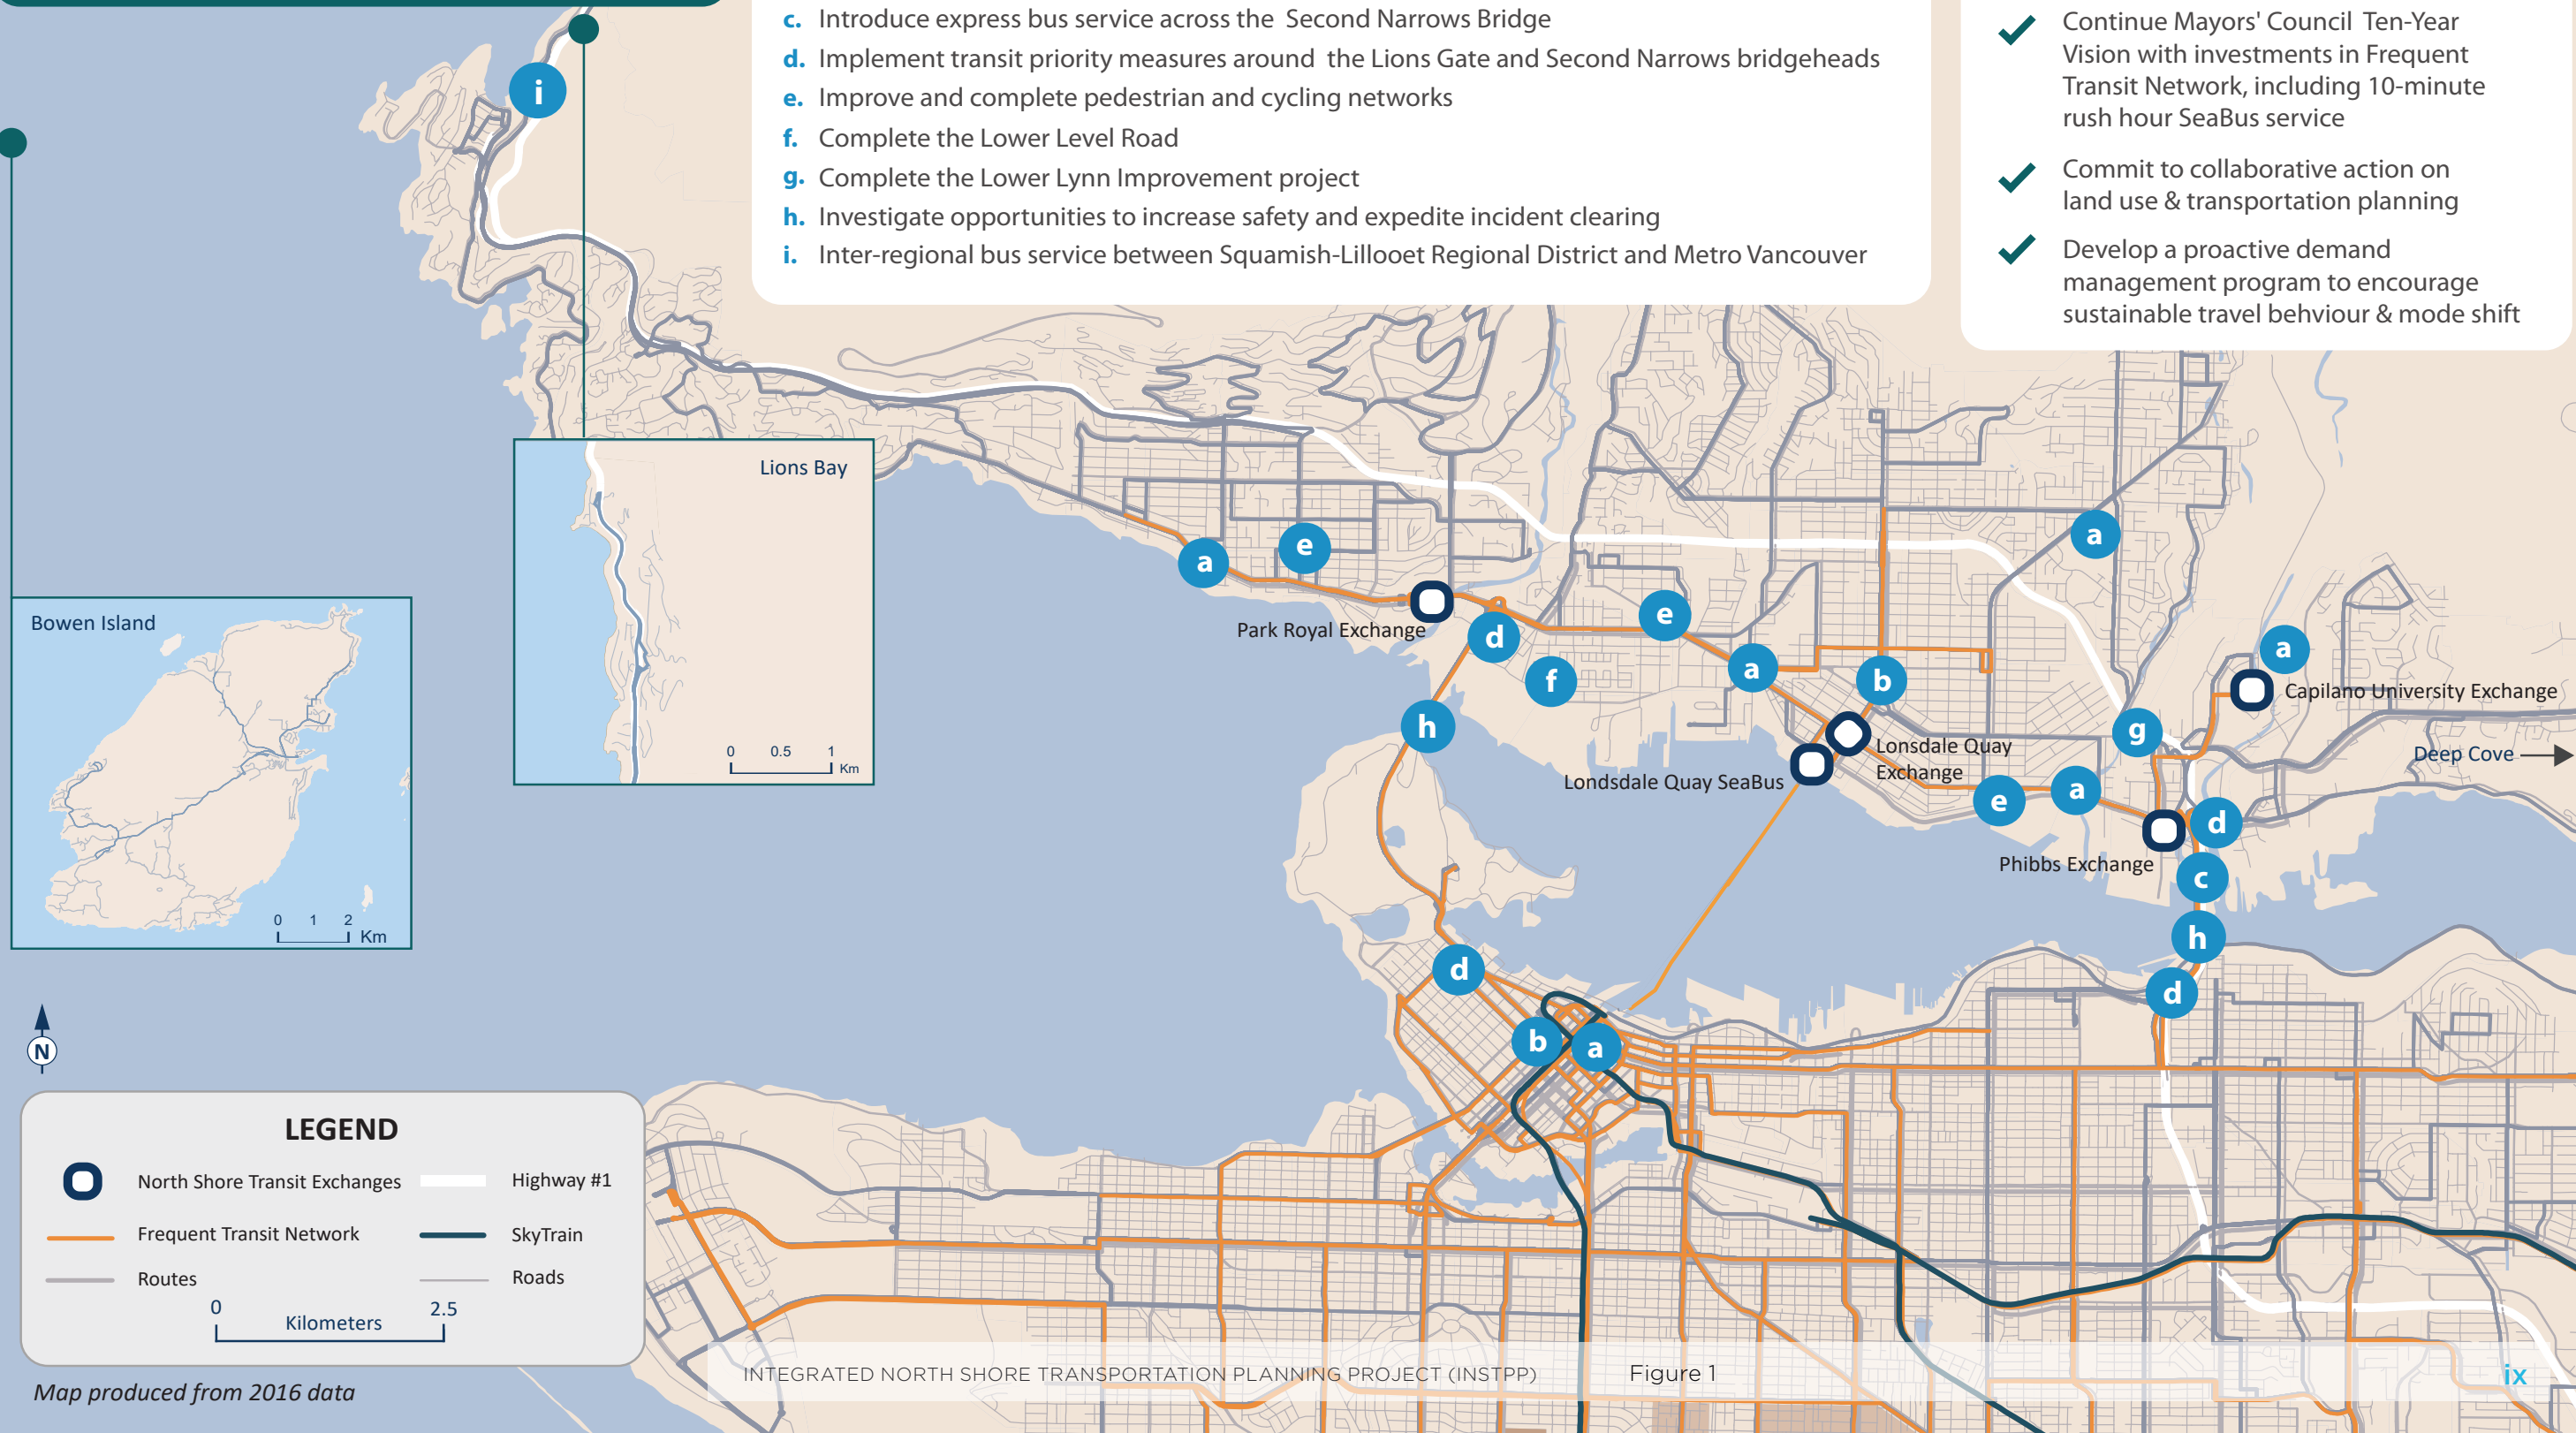 c. Introduce express bus service across the Second Narrows Bridge
d. Implement transit priority measures around the Lions Gate and Second Narrows bridgeheads
e. Improve and complete pedestrian and cycling networks
f. Complete the Lower Level Road
g. Complete the Lower Lynn Improvement project
h. Investigate opportunities to increase safety and expedite incident clearing
i. Inter-regional bus service between Squamish-Lillooet Regional District and Metro Vancouver
Continue Mayors' Council Ten-Year
Vision with investments in Frequent
Transit Network, including 10-minute
rush hour SeaBus service
Commit to collaborative action on
land use & transportation planning
Develop a proactive demand
management program to encourage
sustainable travel behviour & mode shift
i
Lions Bay
0 0.5 1
Km
Bowen Island
0 1 2
Km
a
e
a
e
Park Royal Exchange
d
f
a
b
a
Capilano University Exchange
h
g
Lonsdale Quay
Exchange
Deep Cove
Londsdale Quay SeaBus
e
a
d
Phibbs Exchange
c
h
d
d
b
a
N
LEGEND
North Shore Transit Exchanges
Highway #1
Frequent Transit Network
SkyTrain
Routes
Roads
0 2.5
Kilometers
Map produced from 2016 data
INTEGRATED NORTH SHORE TRANSPORTATION PLANNING PROJECT (INSTPP) Figure 1 ix